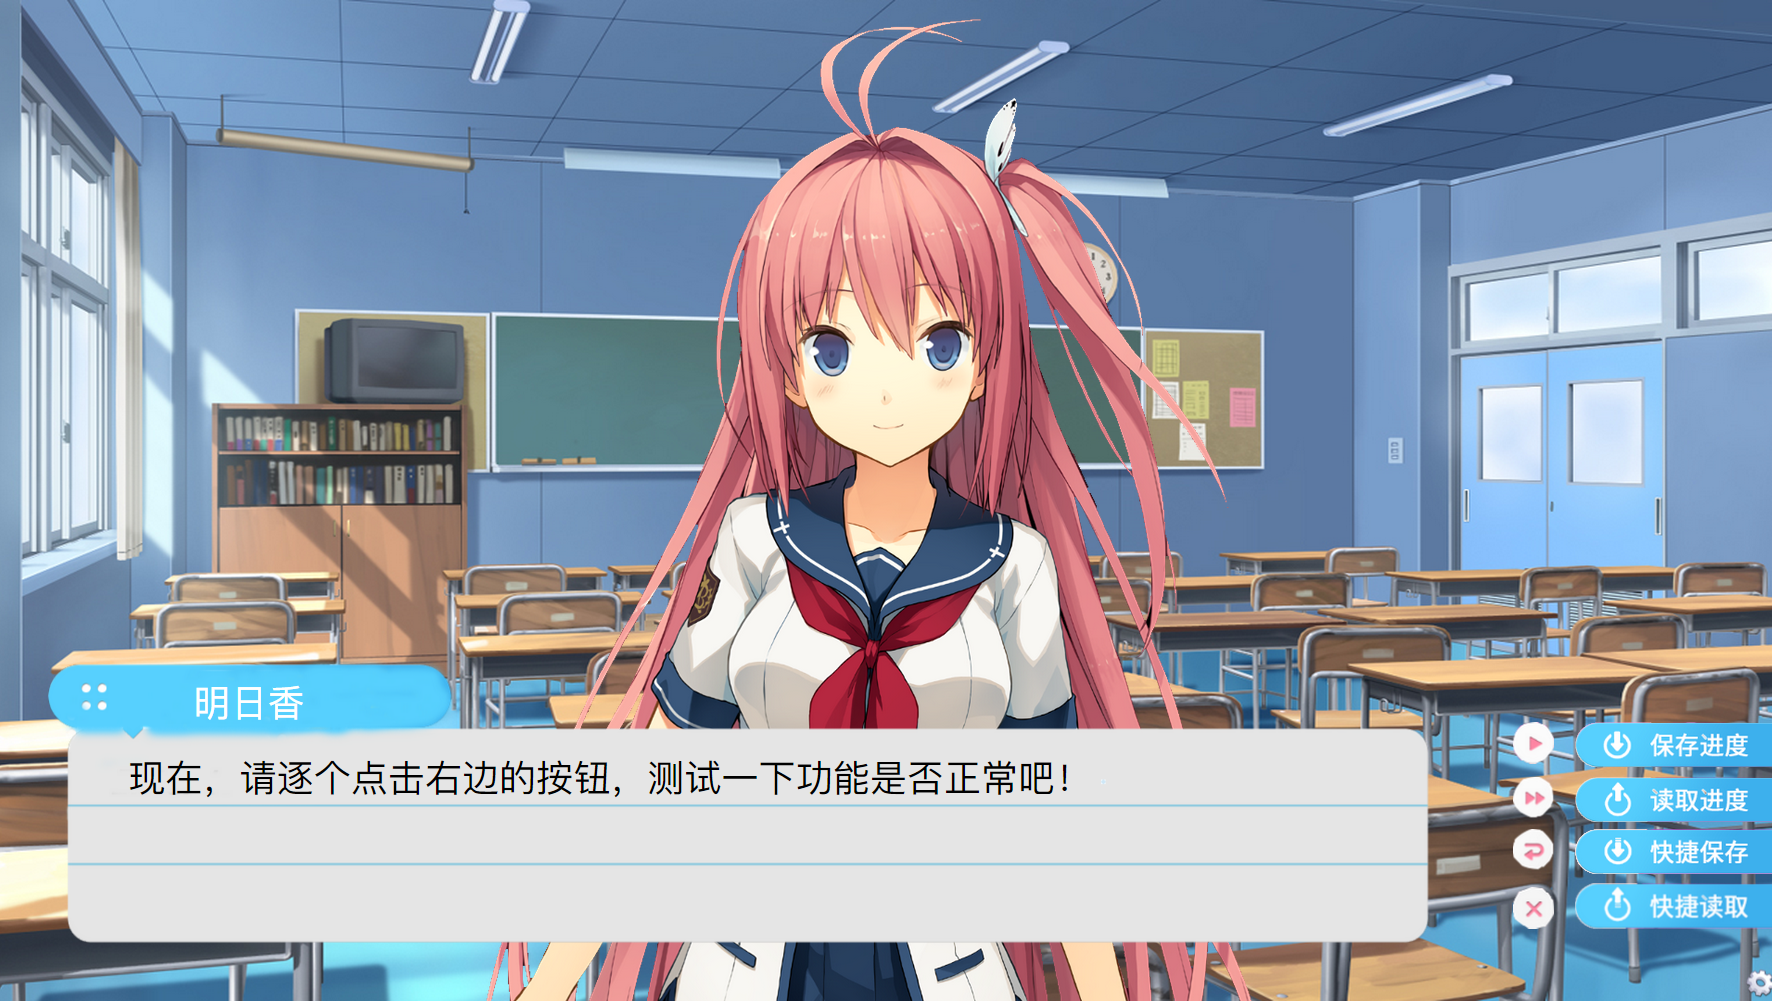 明日香
现在，请逐个点击右边的按钮，测试一下功能是否正常吧！
保存进度
读取进度
快捷保存
快捷读取